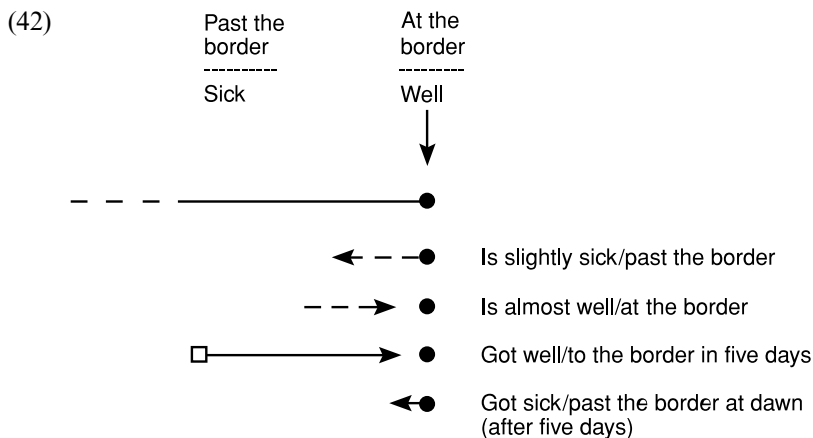 (42)
Past the
border
Sick
At the
border
Well
Is slightly sick/past the border
Is almost well/at the border
Got well/to the border in five days
Got sick/past the border at dawn
(after five days)